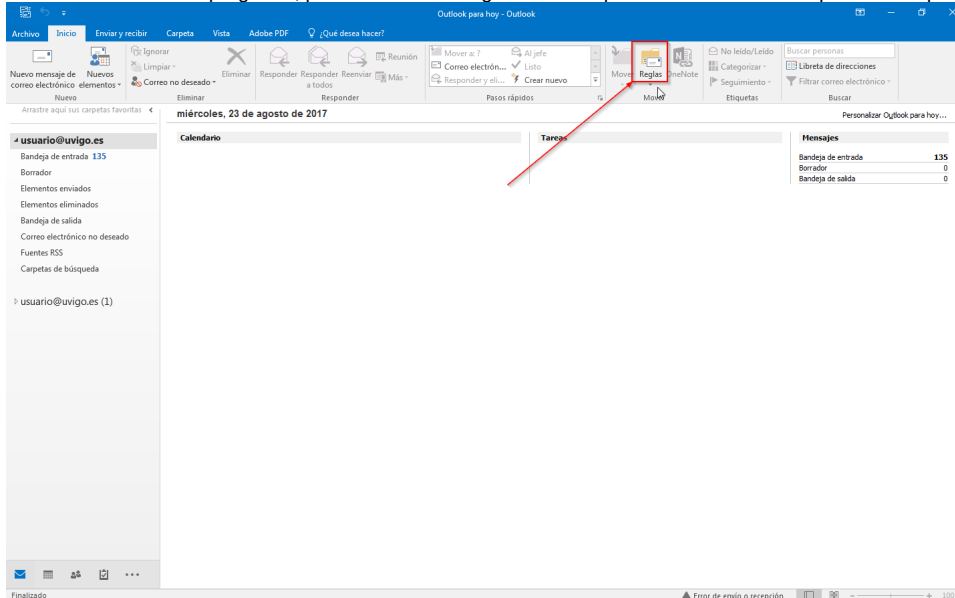 Outlook para hoy - Outlook
Archivo Inicio Enviar y recibir Carpeta Vista Adobe PDF ¿Qué desea hacer?
Nuevo mensaje de correo electrónico
Nuevos elementos
Nuevo
Ignorar
Limpiar
Correo no deseado
Eliminar
Eliminar
Responder
Responder a todos
Reenviar
Reunión
Más
Responder
Mover a: ?
Correo electrón...
Responder y eli...
Al jefe
Listo
Crear nuevo
Pasos rápidos
Mover
Reglas
OneNote
Mover
No leído/Leído
Categorizar
Seguimiento
Etiquetas
Buscar personas
Libreta de direcciones
Filtrar correo electrónico
Buscar
Arrastre aquí sus carpetas favoritas
usuario@uvigo.es
Bandeja de entrada 135
Borrador
Elementos enviados
Elementos eliminados
Bandeja de salida
Correo electrónico no deseado
Fuentes RSS
Carpetas de búsqueda
usuario@uvigo.es (1)
miércoles, 23 de agosto de 2017
Personalizar Outlook para hoy...
Calendario
Tareas
Mensajes
Bandeja de entrada 135
Borrador 0
Bandeja de salida 0
Finalizado
Error de envío o recepción
100